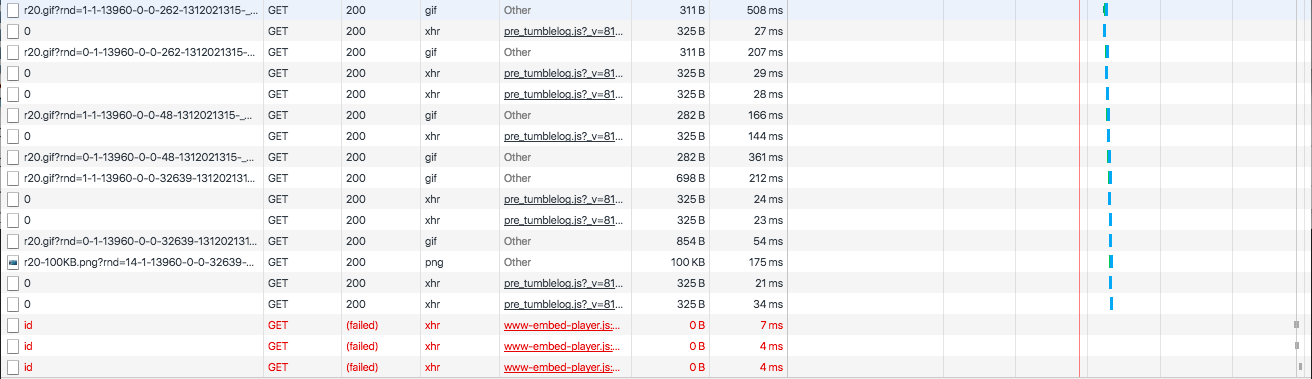 r20.gif?rnd=1-1-13960-0-0-262-1312021315-_... GET 200 gif Other 311 B 508 ms
0 GET 200 xhr pre_tumblelog.js?_v=81... 325 B 27 ms
r20.gif?rnd=0-1-13960-0-0-262-1312021315-... GET 200 gif Other 311 B 207 ms
0 GET 200 xhr pre_tumblelog.js?_v=81... 325 B 29 ms
0 GET 200 xhr pre_tumblelog.js?_v=81... 325 B 28 ms
r20.gif?rnd=1-1-13960-0-0-48-1312021315-_... GET 200 gif Other 282 B 166 ms
0 GET 200 xhr pre_tumblelog.js?_v=81... 325 B 144 ms
r20.gif?rnd=0-1-13960-0-0-48-1312021315-_... GET 200 gif Other 282 B 361 ms
r20.gif?rnd=1-1-13960-0-0-32639-131202131... GET 200 gif Other 698 B 212 ms
0 GET 200 xhr pre_tumblelog.js?_v=81... 325 B 24 ms
0 GET 200 xhr pre_tumblelog.js?_v=81... 325 B 23 ms
r20.gif?rnd=0-1-13960-0-0-32639-131202131... GET 200 gif Other 854 B 54 ms
r20-100KB.png?rnd=14-1-13960-0-0-32639-... GET 200 png Other 100 KB 175 ms
0 GET 200 xhr pre_tumblelog.js?_v=81... 325 B 21 ms
0 GET 200 xhr pre_tumblelog.js?_v=81... 325 B 34 ms
id GET (failed) xhr www-embed-player.js:... 0 B 7 ms
id GET (failed) xhr www-embed-player.js:... 0 B 4 ms
id GET (failed) xhr www-embed-player.js:... 0 B 4 ms